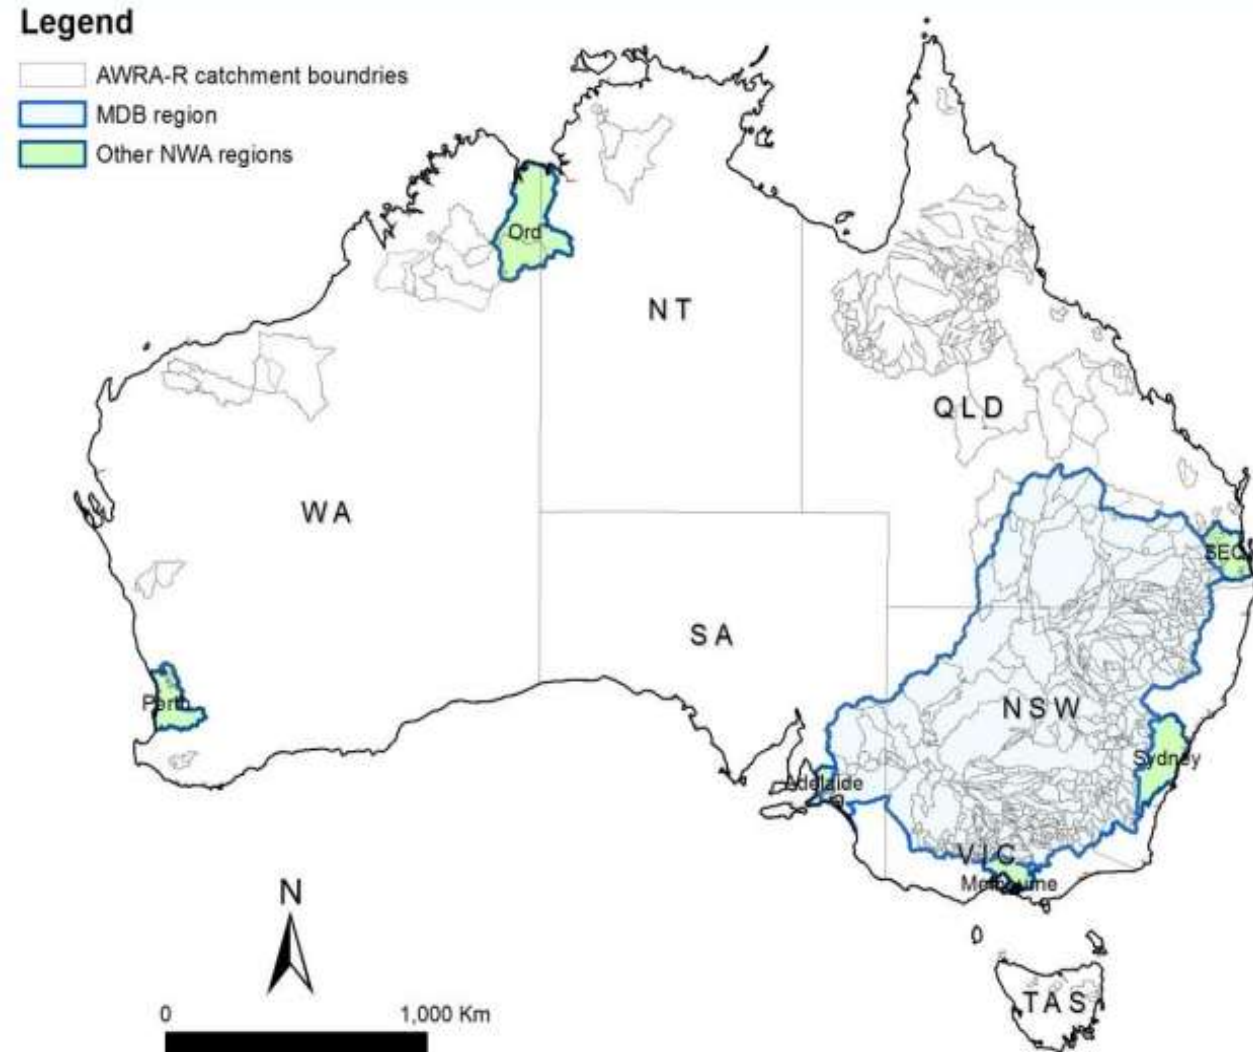 Legend
AWRA-R catchment boundries
MDB region
Other NWA regions
Ord
NT
QLD
WA
SEQ
SA
Perth
NSW
Sydney
Adelaide
VIC
Melbourne
N
TAS
0 1,000 Km